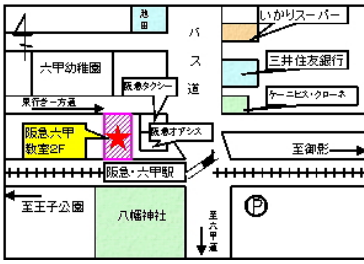 池田
バス道
いかりスーパー
六甲幼稚園
阪急タクシー
三井住友銀行
東行き一方通
ケーニヒス・クローネ
阪急六甲
教室2F
阪急オアシス
至御影
阪急・六甲駅
至王子公園
八幡神社
至六甲道
P